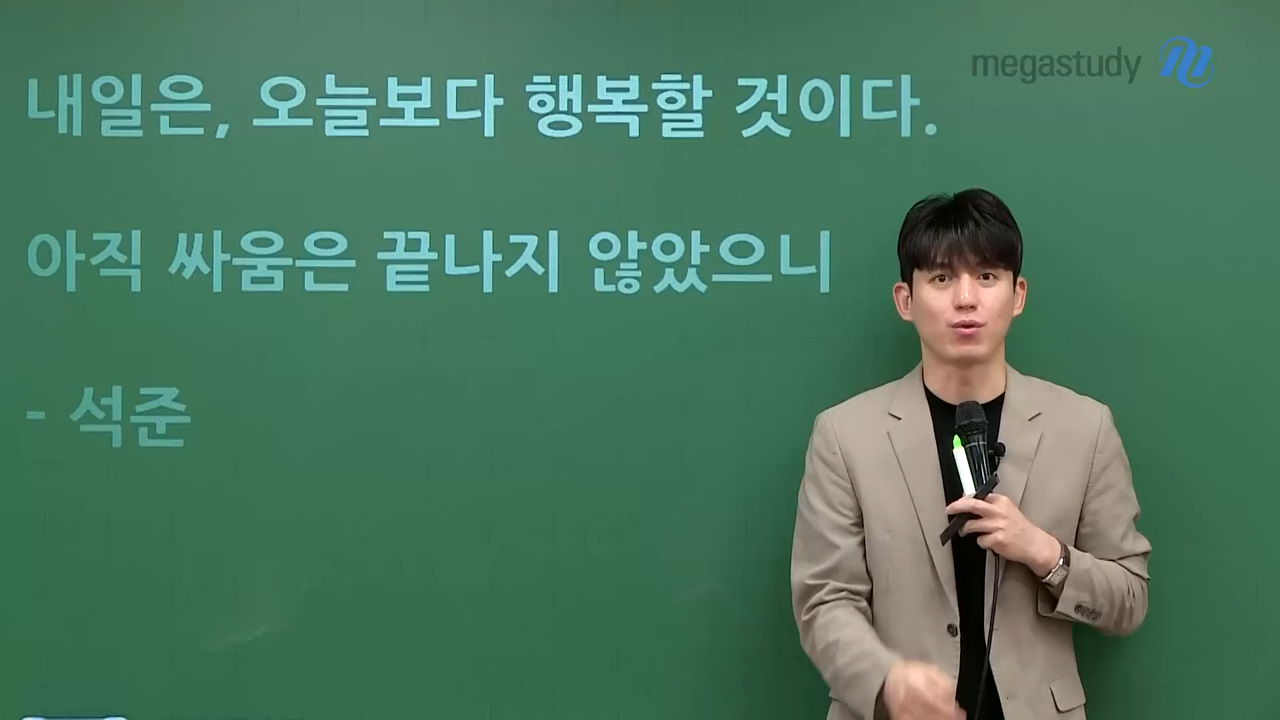 megastudy
내일은, 오늘보다 행복할 것이다.
아직 싸움은 끝나지 않았으니
- 석준